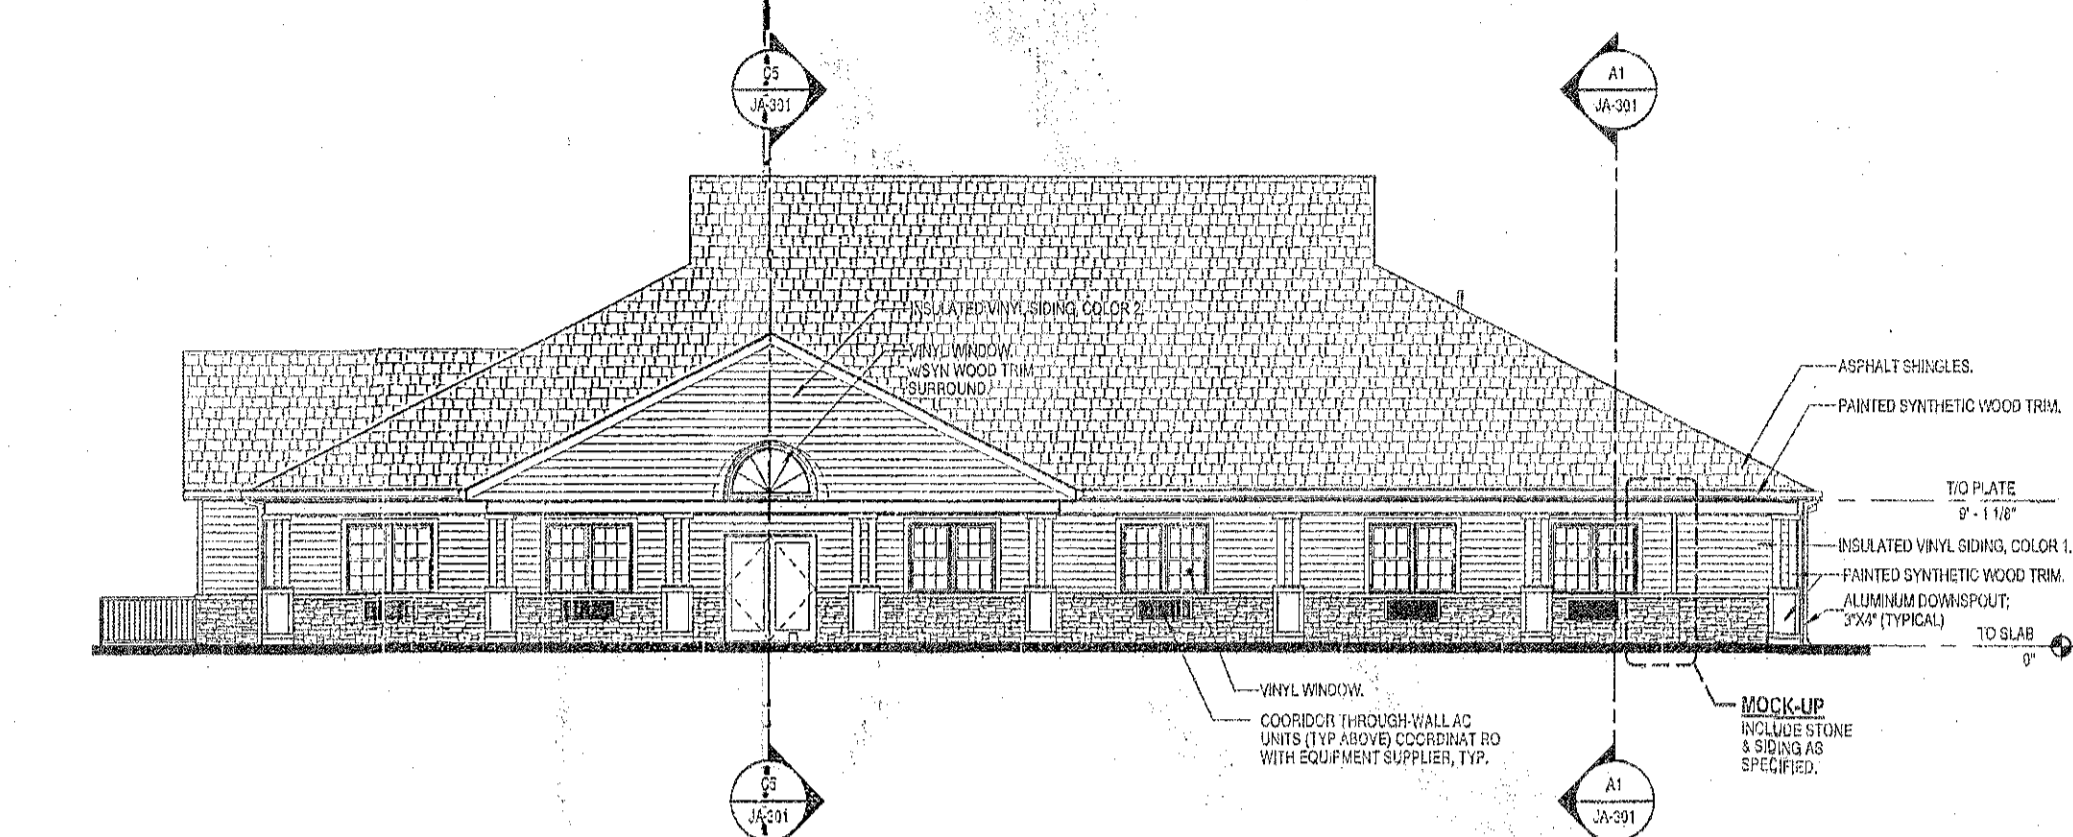 C5
JA-301
A1
JA-301
INSULATED VINYL SIDING, COLOR 2.
VINYL WINDOW
w/SYN WOOD TRIM
SURROUND.
ASPHALT SHINGLES.
PAINTED SYNTHETIC WOOD TRIM.
T/O PLATE
9' - 1 1/8"
INSULATED VINYL SIDING, COLOR 1.
PAINTED SYNTHETIC WOOD TRIM.
ALUMINUM DOWNSPOUT;
3"X4" (TYPICAL)
TO SLAB
0"
VINYL WINDOW.
COORIDOR THROUGH-WALL AC
UNITS (TYP ABOVE) COORDINAT RO
WITH EQUIPMENT SUPPLIER, TYP.
MOCK-UP
INCLUDE STONE
& SIDING AS
SPECIFIED.
C5
JA-301
A1
JA-301